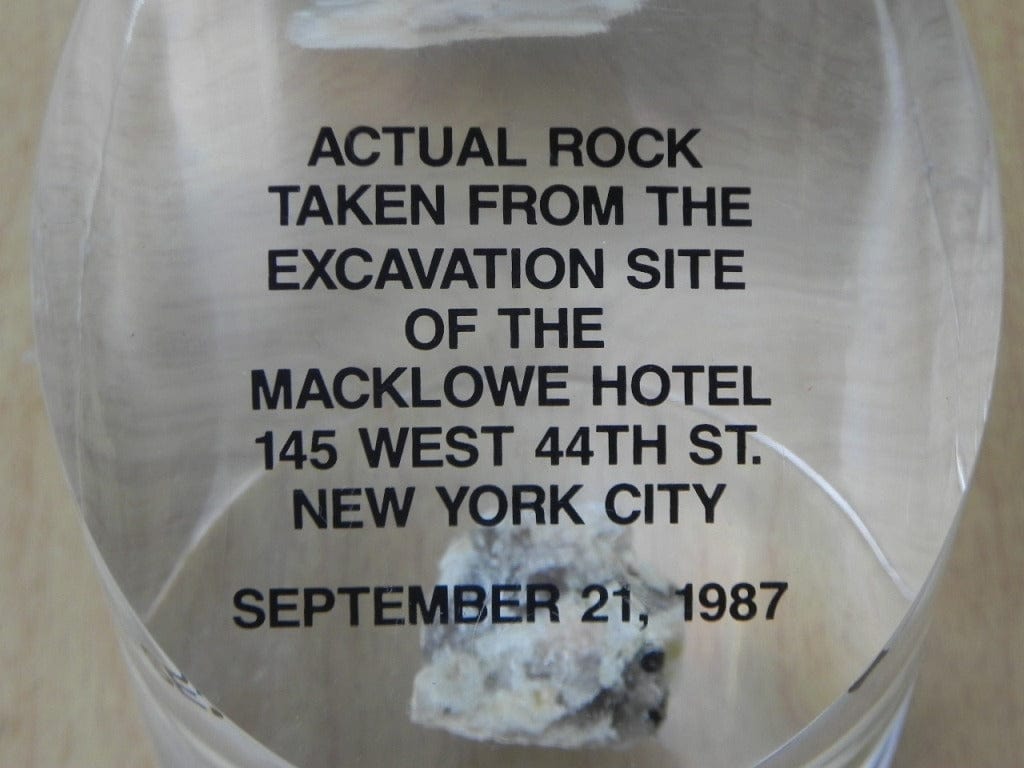 ACTUAL ROCK
TAKEN FROM THE
EXCAVATION SITE
OF THE
MACKLOWE HOTEL
145 WEST 44TH ST.
NEW YORK CITY
SEPTEMBER 21, 1987